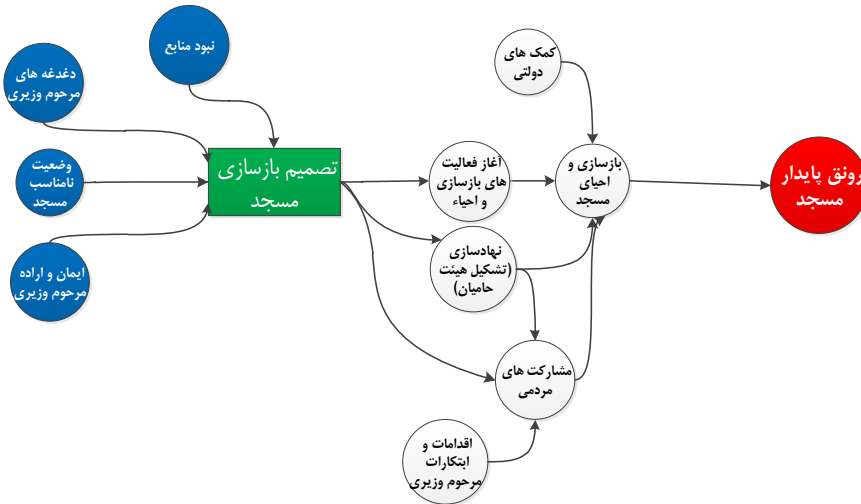 نبود منابع
دغدغه های
مرحوم وزیری
وضعیت
نامناسب
مسجد
ایمان و اراده
مرحوم وزیری
تصمیم بازسازی
مسجد
کمک های
دولتی
آغاز فعالیت
های بازسازی
و احیاء
بازسازی و
احیای
مسجد
نهادسازی
(تشکیل هیئت
حامیان)
مشارکت های
مردمی
اقدامات و
ابتکارات
مرحوم وزیری
رونق پایدار
مسجد